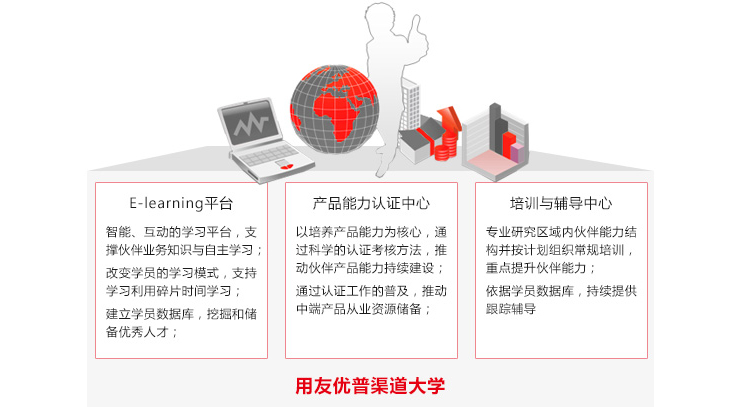 E-learning平台
智能、互动的学习平台，支
撑伙伴业务知识与自主学习；
改变学员的学习模式，支持
学习利用碎片时间学习；
建立学员数据库，挖掘和储
备优秀人才；
产品能力认证中心
以培养产品能力为核心，通
过科学的认证考核方法，推
动伙伴产品能力持续建设；
通过认证工作的普及，推动
中端产品从业资源储备；
培训与辅导中心
专业研究区域内伙伴能力结
构并按计划组织常规培训，
重点提升伙伴能力；
依据学员数据库，持续提供
跟踪辅导
用友优普渠道大学